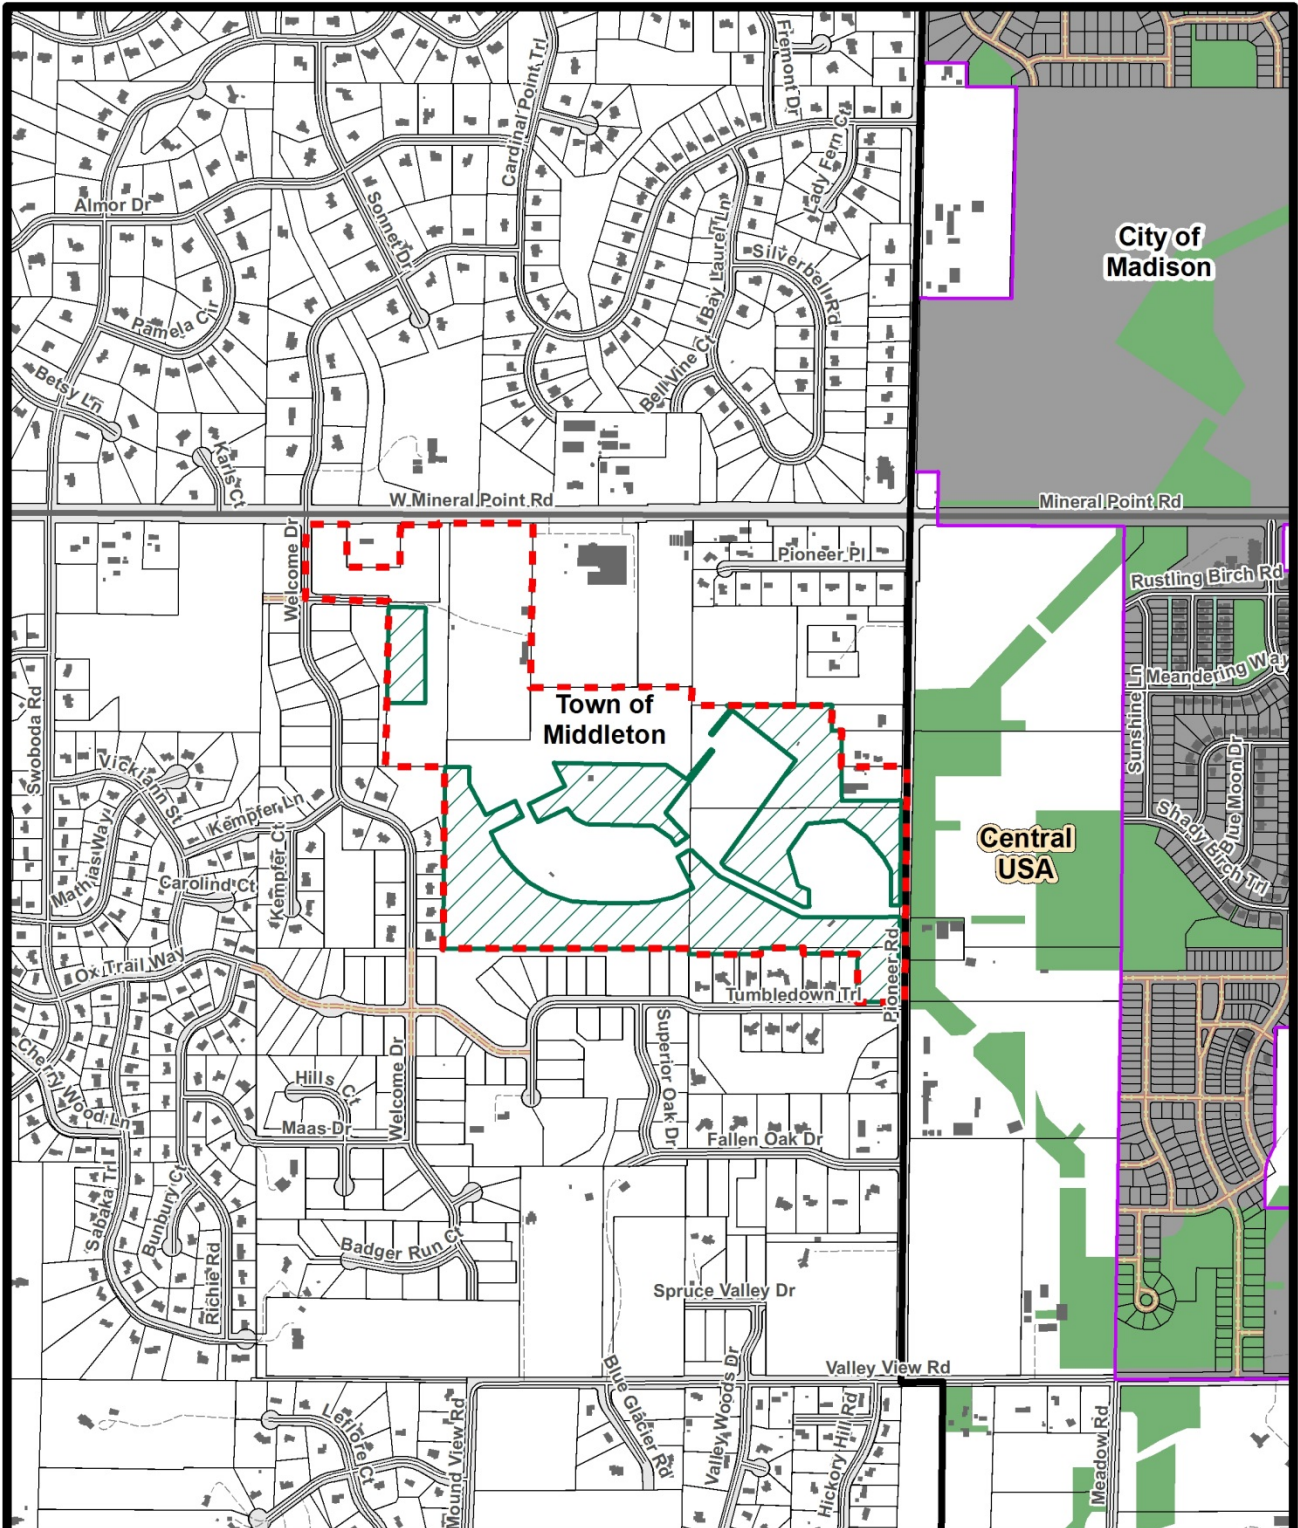 Cardinal Point Trl
Fremont Dr
Lady Fern Ct
Almor Dr
Sonnet Dr
Bay Laurel Ln
Silverbell Rd
City of
Madison
Pamela Cir
Bell Vine Ct
Betsy Ln
Karls Ct
W Mineral Point Rd
Mineral Point Rd
Welcome Dr
Pioneer Pl
Rustling Birch Rd
Meandering Way
Swoboda Rd
Town of
Middleton
Sunshine Ln
Blue Moon Dr
Vickiann St
Kempfer Ln
Mathias Way
Kempfer Ct
Carolind Ct
Central
USA
Shady Birch Trl
Ox Trail Way
Pioneer Rd
Tumbledown Trl
Superior Oak Dr
Cherry Wood Ln
Hills Ct
Welcome Dr
Maas Dr
Fallen Oak Dr
Sabaka Trl
Bunbury Ct
Badger Run Ct
Richie Rd
Spruce Valley Dr
Valley View Rd
Blue Glacier Rd
Valley Woods Dr
Hickory Hill Rd
Leflore Ct
Mound View Rd
Meadow Rd